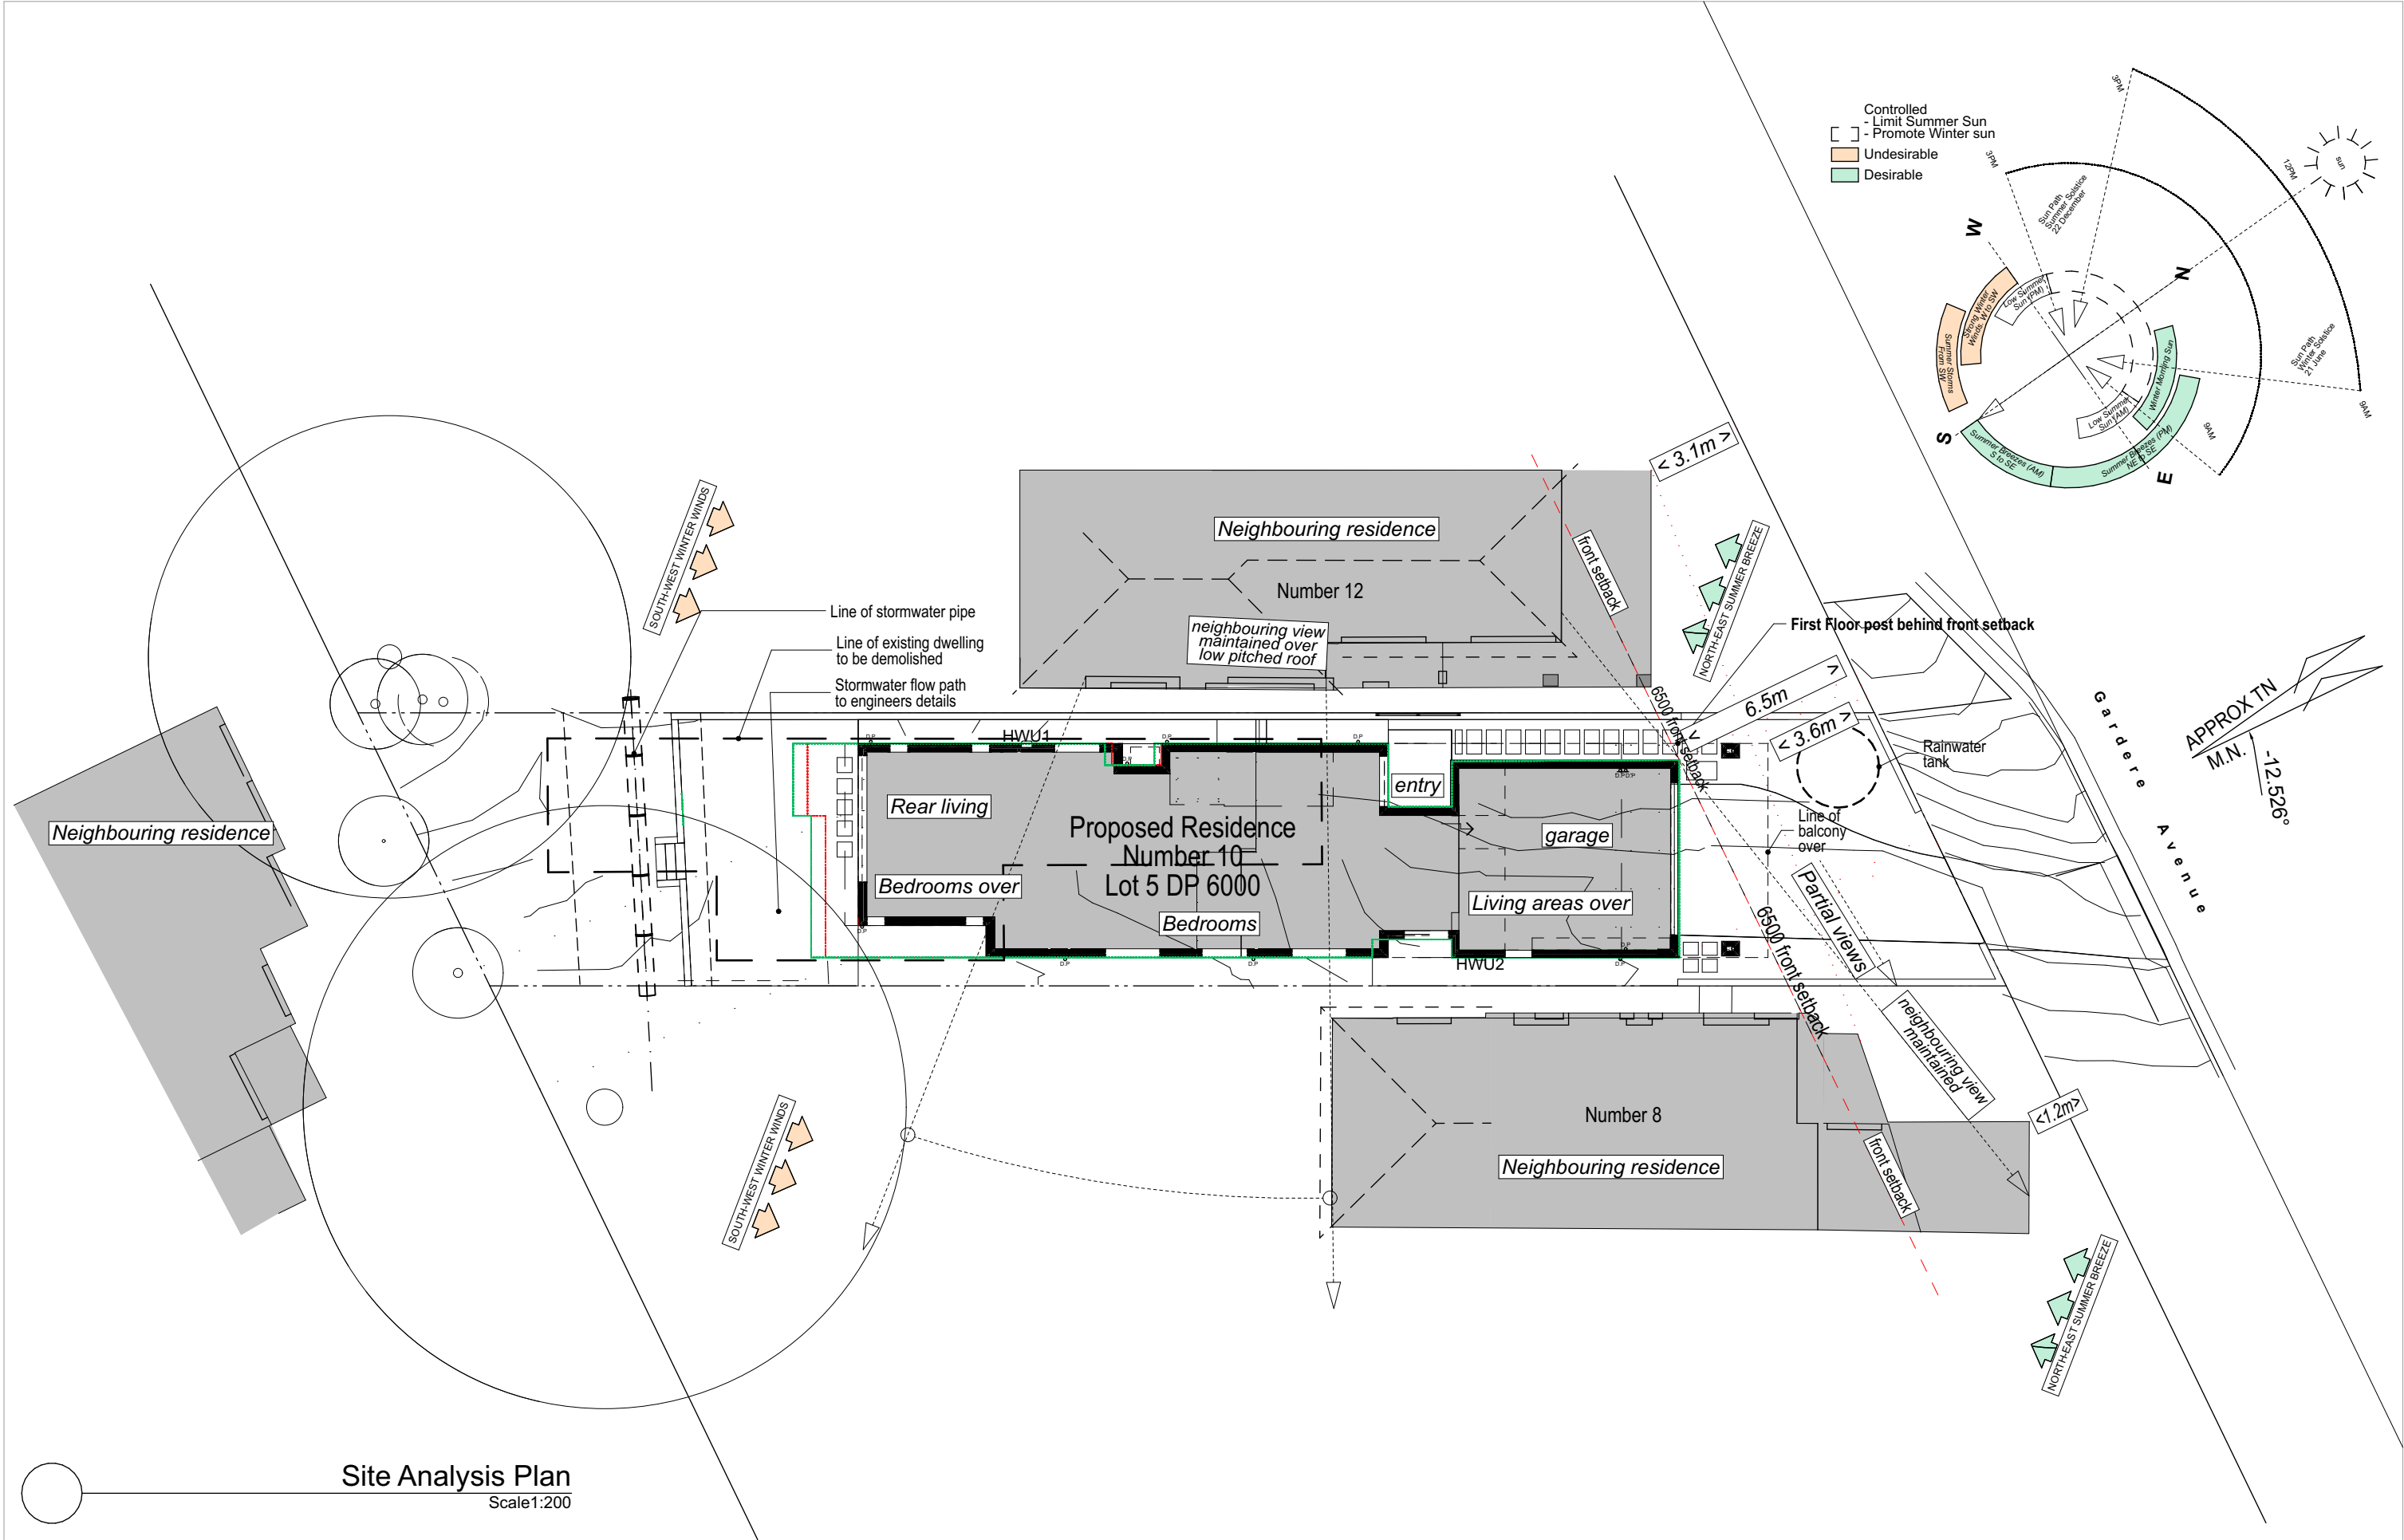 Controlled
- Limit Summer Sun
- Promote Winter sun
Undesirable
Desirable
3PM
3PM
12PM
9AM
9AM
sun
Sun Path
Summer Solstice
22 December
Sun Path
Winter Solstice
21 June
W
N
S
E
Low Summer
Sun (PM)
Strong Winter
Winds. W to SW
Summer Storms
From SW
Low Summer
Sun (AM)
Winter Morning Sun
Summer Breezes (AM)
S to SE
Summer Breezes (PM)
NE to SE
< 3.1m >
SOUTH-WEST WINTER WINDS
Neighbouring residence
Number 12
neighbouring view
maintained over
low pitched roof
front setback
NORTH-EAST SUMMER BREEZE
Line of stormwater pipe
Line of existing dwelling
to be demolished
Stormwater flow path
to engineers details
First Floor post behind front setback
< 6.5m >
< 3.6m >
6500 front setback
Rainwater
tank
Line of
balcony
over
Gardere Avenue
APPROX TN
M.N.
-12.526°
HWU1
D.P
D.P
D.P
D.P
D.P
D.P
entry
Rear living
Proposed Residence
Number 10
Lot 5 DP 6000
garage
Bedrooms over
Living areas over
Bedrooms
D.P
D.P
D.P
D.P
D.P
HWU2
Partial views
6500 front setback
neighbouring view
maintained
<1.2m>
Neighbouring residence
Number 8
Neighbouring residence
front setback
SOUTH-WEST WINTER WINDS
NORTH-EAST SUMMER BREEZE
Site Analysis Plan
Scale1:200